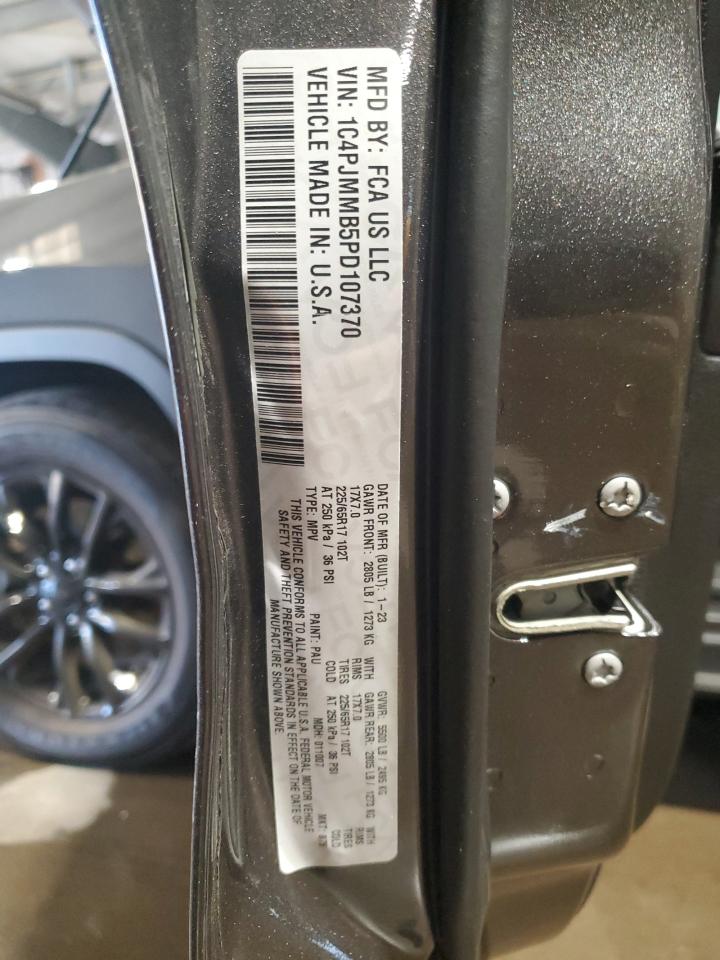 MFD BY: FCA US LLC
VIN: 1C4PJMMB5PD107370
VEHICLE MADE IN: U.S.A.
DATE OF MFR (BUILT): 1-23 GVWR: 5500 LB / 2495 KG
GAWR FRONT: 2805 LB / 1273 KG WITH GAWR REAR: 2805 LB / 1273 KG WITH
17X7.0 RIMS 17X7.0 RIMS
225/65R17 102T TIRES 225/65R17 102T TIRES
AT 250 kPa / 36 PSI COLD AT 250 kPa / 36 PSI COLD
TYPE: MPV PAINT: PAU MDH: 011007 MKT:
THIS VEHICLE CONFORMS TO ALL APPLICABLE U.S.A. FEDERAL MOTOR VEHICLE
SAFETY AND THEFT PREVENTION STANDARDS IN EFFECT ON THE DATE OF
MANUFACTURE SHOWN ABOVE.